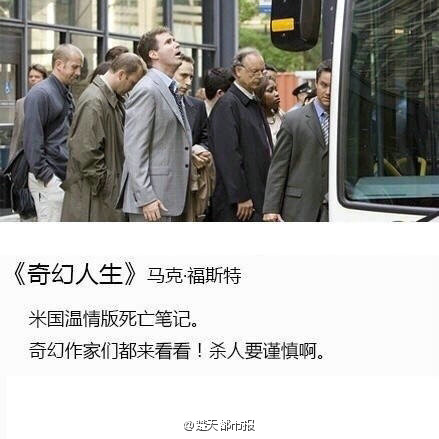 《奇幻人生》马克·福斯特
米国温情版死亡笔记。
奇幻作家们都来看看！杀人要谨慎啊。
@楚天都市报